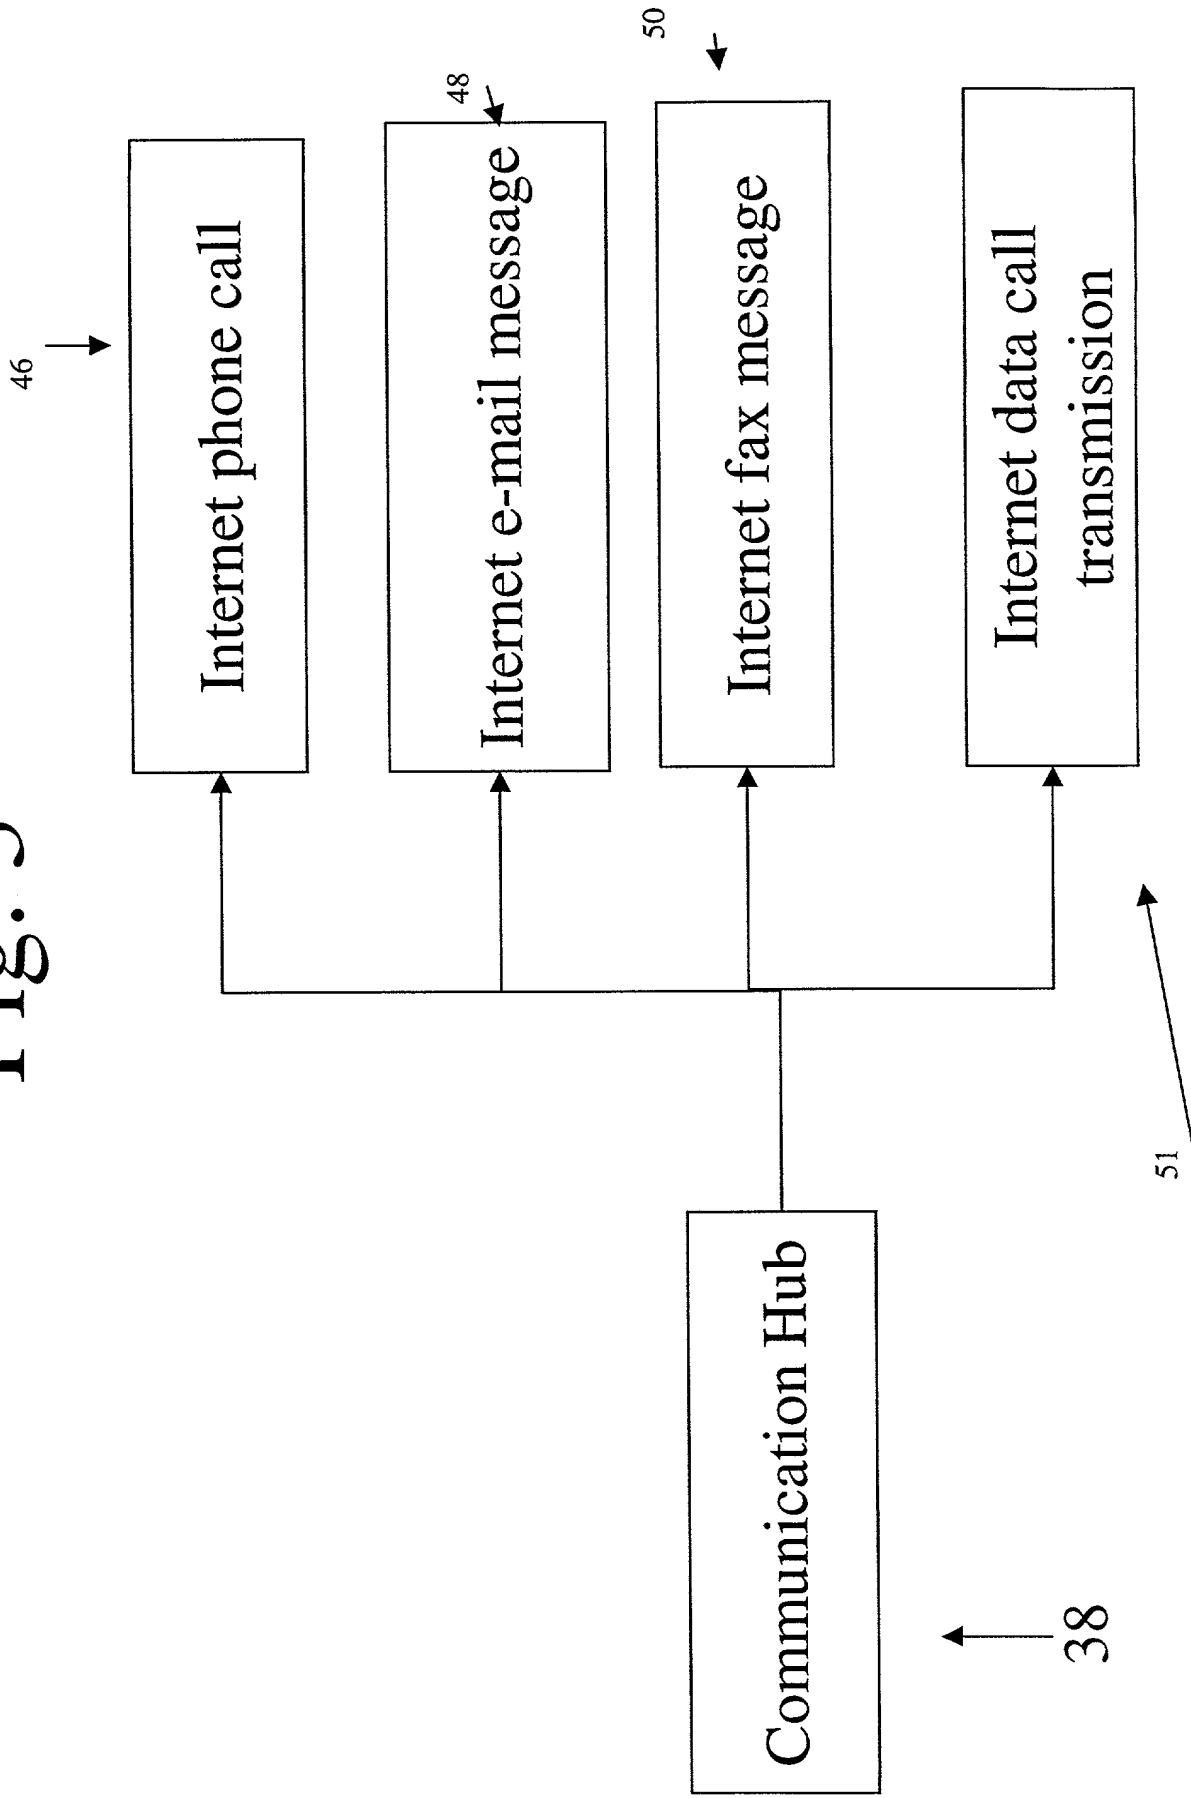 Fig.
46
Internet phone call
48
Internet e-mail message
50
Internet fax message
Communication Hub
Internet data call
transmission
38
51